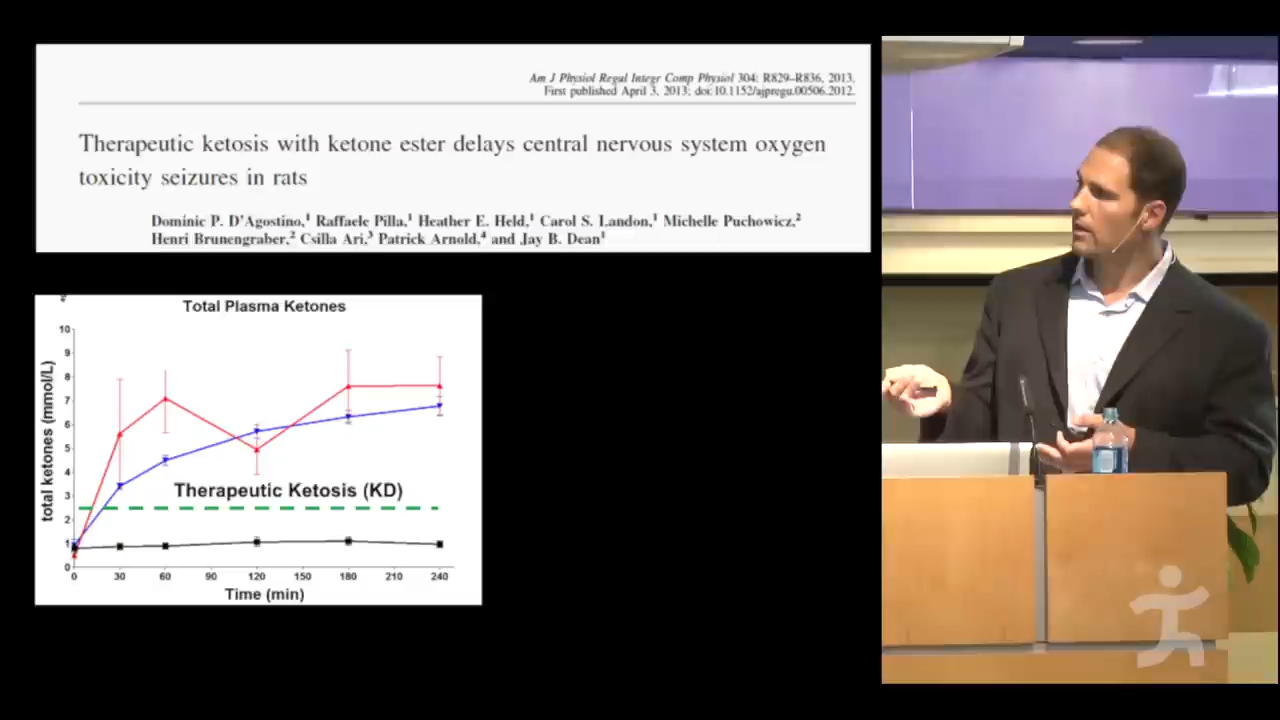 Am J Physiol Regul Integr Comp Physiol 304: R829–R836, 2013.
First published April 3, 2013; doi:10.1152/ajpregu.00506.2012.
Therapeutic ketosis with ketone ester delays central nervous system oxygen
toxicity seizures in rats
Dominic P. D'Agostino,¹ Raffaele Pilla,¹ Heather E. Held,¹ Carol S. Landon,¹ Michelle Puchowicz,²
Henri Brunengraber,² Csilla Ari,³ Patrick Arnold,⁴ and Jay B. Dean¹
Total Plasma Ketones
total ketones (mmol/L)
10
9
8
7
6
5
4
3
2
1
0
Therapeutic Ketosis (KD)
0 30 60 90 120 150 180 210 240
Time (min)